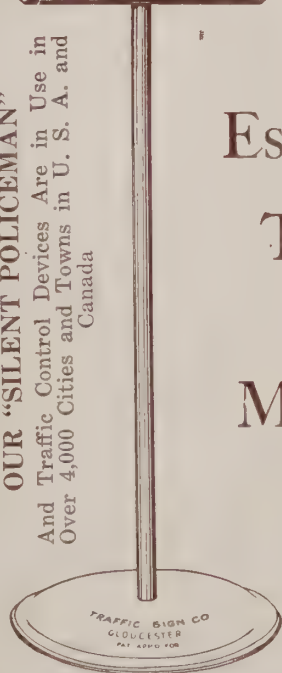 OUR “SILENT POLICEMAN”
And Traffic Control Devices Are in Use in
Over 4,000 Cities and Towns in U. S. A. and
Canada
Es
T
M
TRAFFIC SIGN CO
GLOUCESTER
PAT APP'D FOR